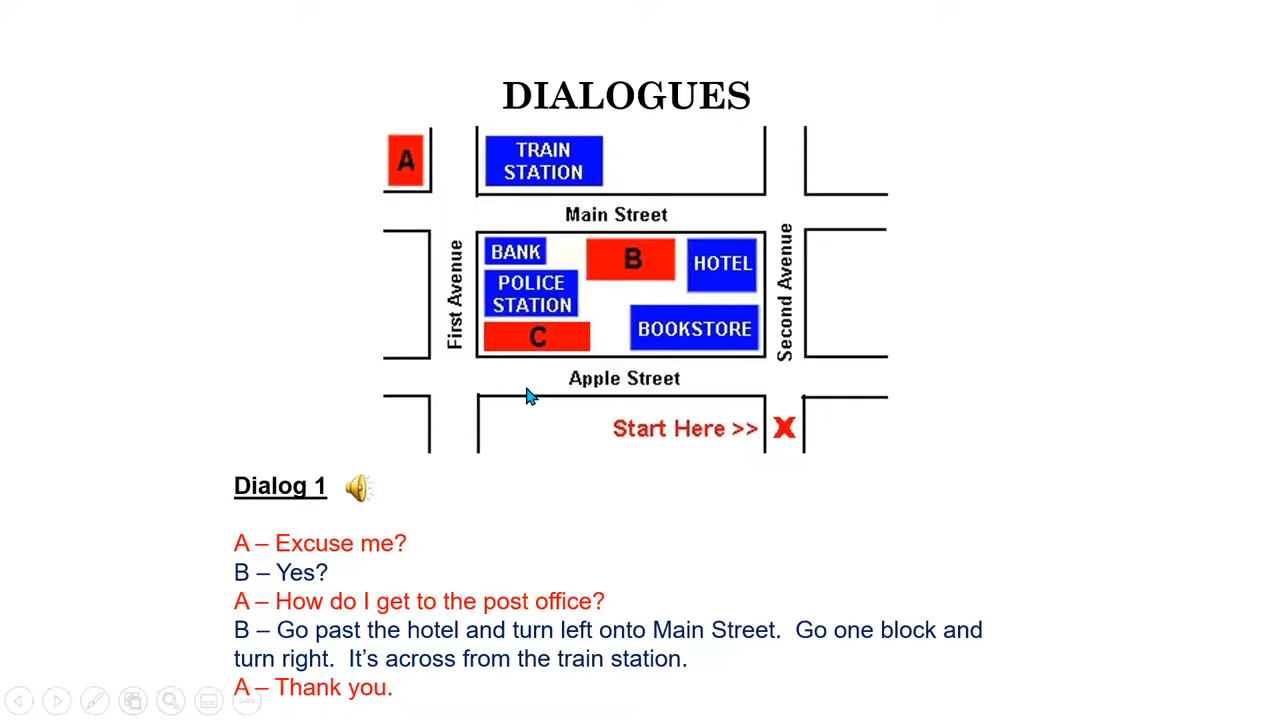 DIALOGUES
A
TRAIN
STATION
Main Street
BANK
B
HOTEL
POLICE
STATION
First Avenue
Second Avenue
C
BOOKSTORE
Apple Street
Start Here >> X
Dialog 1
A – Excuse me?
B – Yes?
A – How do I get to the post office?
B – Go past the hotel and turn left onto Main Street.  Go one block and
turn right.  It's across from the train station.
A – Thank you.